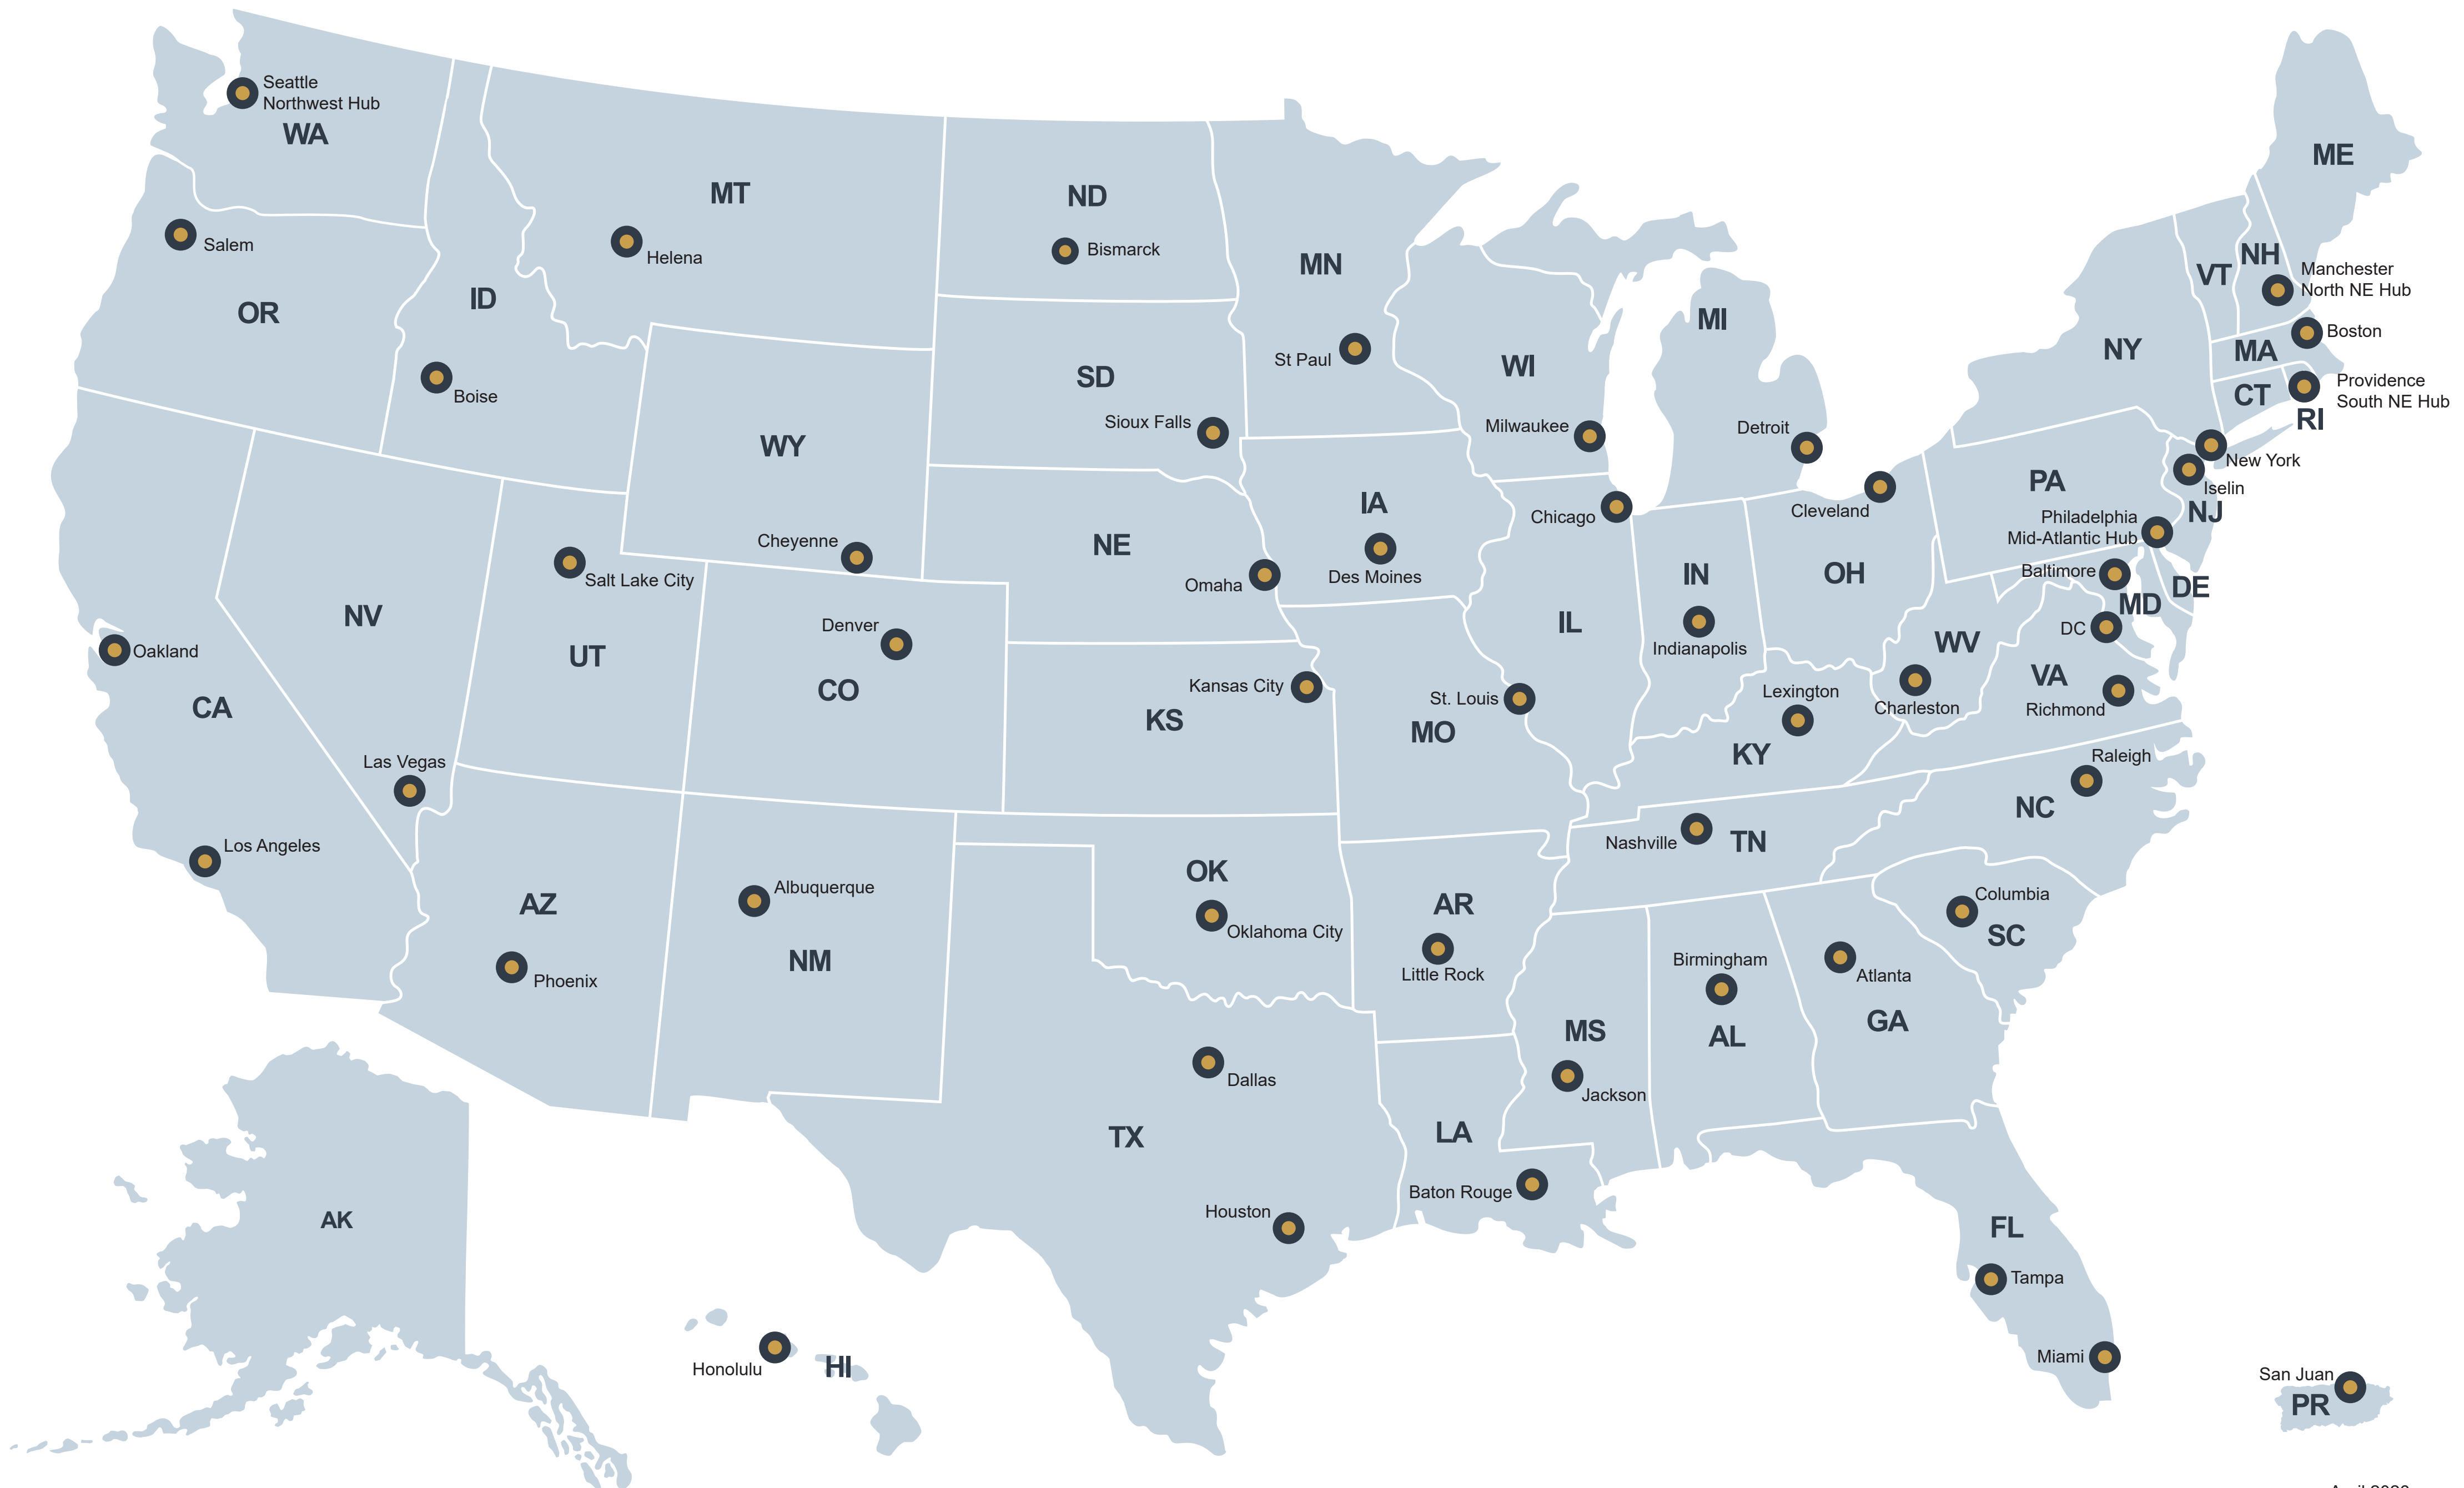 Seattle
Northwest Hub
WA
MT
ND
Bismarck
Salem
Helena
OR
ID
Boise
MN
St Paul
SD
Sioux Falls
WI
Milwaukee
MI
Detroit
ME
NH
VT
Manchester
North NE Hub
Boston
NY
MA
CT
Providence
South NE Hub
RI
New York
Iselin
NJ
PA
Philadelphia
Mid-Atlantic Hub
Cleveland
WY
Cheyenne
NE
Omaha
IA
Des Moines
Chicago
IL
IN
Indianapolis
OH
Baltimore
MD
DE
DC
WV
Charleston
VA
Richmond
Salt Lake City
UT
NV
Denver
CO
Oakland
CA
Las Vegas
Los Angeles
Kansas City
KS
St. Louis
MO
Lexington
KY
Raleigh
NC
Nashville
TN
Columbia
SC
Albuquerque
NM
AZ
Phoenix
OK
Oklahoma City
AR
Little Rock
Birmingham
AL
Atlanta
GA
MS
Jackson
Dallas
TX
Houston
LA
Baton Rouge
FL
Tampa
Miami
AK
Honolulu
HI
San Juan
PR